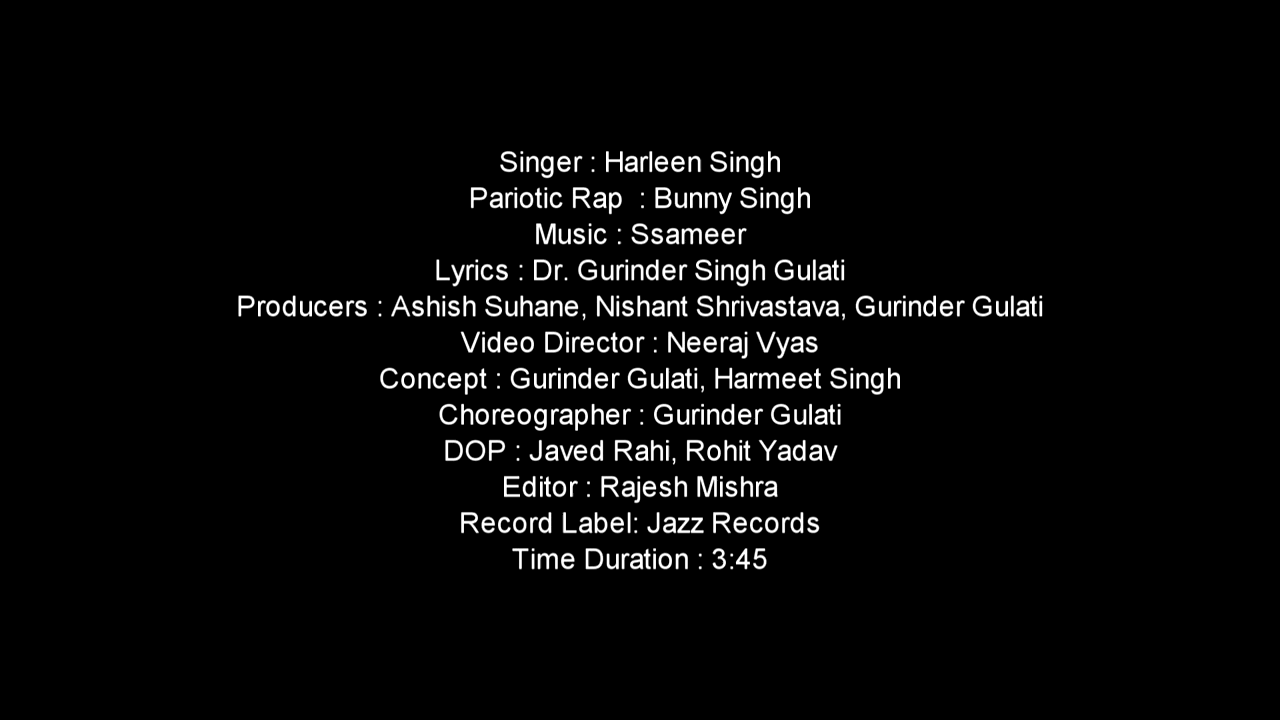 Singer : Harleen Singh
Pariotic Rap  : Bunny Singh
Music : Ssameer
Lyrics : Dr. Gurinder Singh Gulati
Producers : Ashish Suhane, Nishant Shrivastava, Gurinder Gulati
Video Director : Neeraj Vyas
Concept : Gurinder Gulati, Harmeet Singh
Choreographer : Gurinder Gulati
DOP : Javed Rahi, Rohit Yadav
Editor : Rajesh Mishra
Record Label: Jazz Records
Time Duration : 3:45